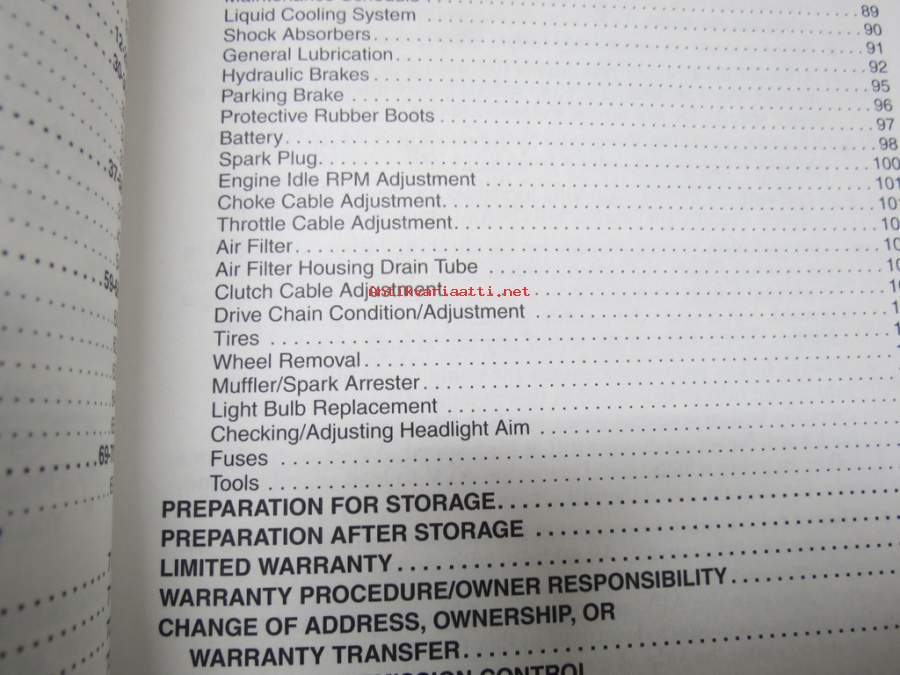 Liquid Cooling System . . . . . . . . . . 89
Shock Absorbers. . . . . . . . . . 90
General Lubrication. . . . . . . . . . 91
Hydraulic Brakes . . . . . . . . . . 92
Parking Brake . . . . . . . . . . 95
Protective Rubber Boots . . . . . . . . . . 96
Battery. . . . . . . . . . 97
Spark Plug. . . . . . . . . . 98
Engine Idle RPM Adjustment . . . . . . . . . . 100
Choke Cable Adjustment. . . . . . . . . . 101
Throttle Cable Adjustment. . . . . . . . . .
Air Filter. . . . . . . . . .
Air Filter Housing Drain Tube . . . . . . . . . .
Clutch Cable Adjustment. . . . . . . . . .
antikvariaatti.net
Drive Chain Condition/Adjustment . . . . . . . . . .
Tires . . . . . . . . . .
Wheel Removal . . . . . . . . . .
Muffler/Spark Arrester . . . . . . . . . .
Light Bulb Replacement . . . . . . . . . .
Checking/Adjusting Headlight Aim . . . . . . . . . .
Fuses . . . . . . . . . .
Tools . . . . . . . . . .
PREPARATION FOR STORAGE. . . . . . . . . .
PREPARATION AFTER STORAGE . . . . . . . . . .
LIMITED WARRANTY . . . . . . . . . .
WARRANTY PROCEDURE/OWNER RESPONSIBILITY . . . . . . . . . .
CHANGE OF ADDRESS, OWNERSHIP, OR
WARRANTY TRANSFER. . . . . . . . . .